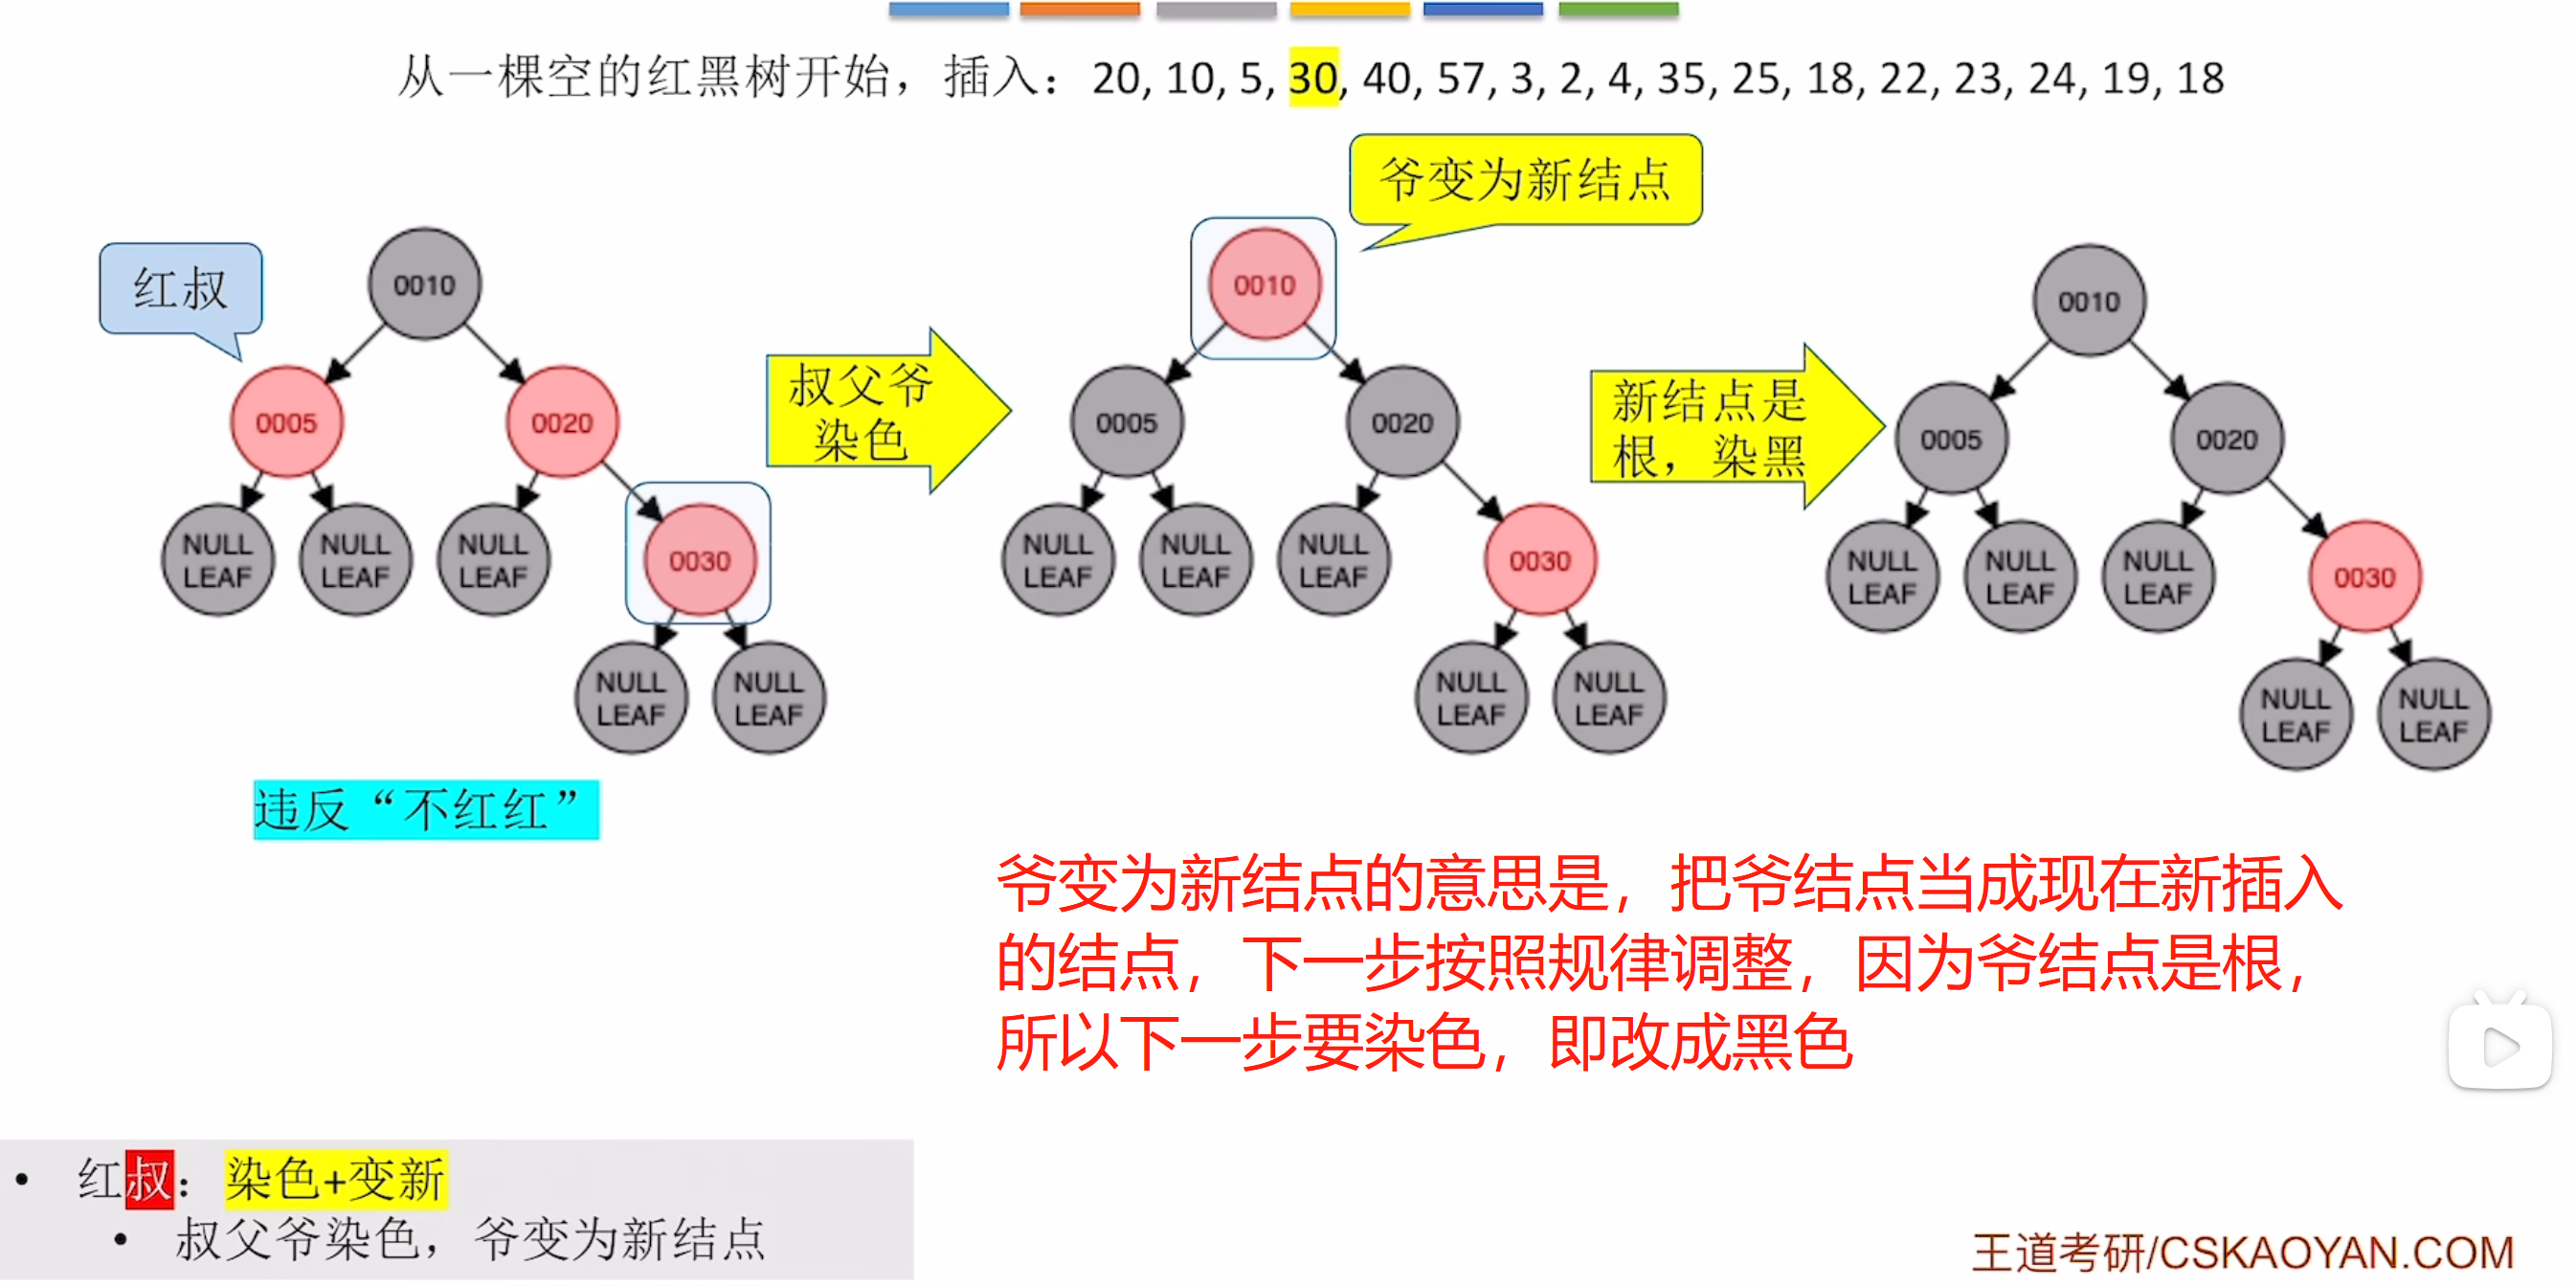 从一棵空的红黑树开始，插入：20, 10, 5, 30, 40, 57, 3, 2, 4, 35, 25, 18, 22, 23, 24, 19, 18
红叔
0010
0005
0020
NULL
LEAF
NULL
LEAF
NULL
LEAF
0030
NULL
LEAF
NULL
LEAF
违反“不红红”
叔父爷
染色
爷变为新结点
0010
0005
0020
NULL
LEAF
NULL
LEAF
NULL
LEAF
0030
NULL
LEAF
NULL
LEAF
新结点是
根，染黑
0010
0005
0020
NULL
LEAF
NULL
LEAF
NULL
LEAF
0030
NULL
LEAF
NULL
LEAF
爷变为新结点的意思是，把爷结点当成现在新插入
的结点，下一步按照规律调整，因为爷结点是根，
所以下一步要染色，即改成黑色
• 红叔：染色+变新
• 叔父爷染色，爷变为新结点
王道考研/CSKAOYAN.COM